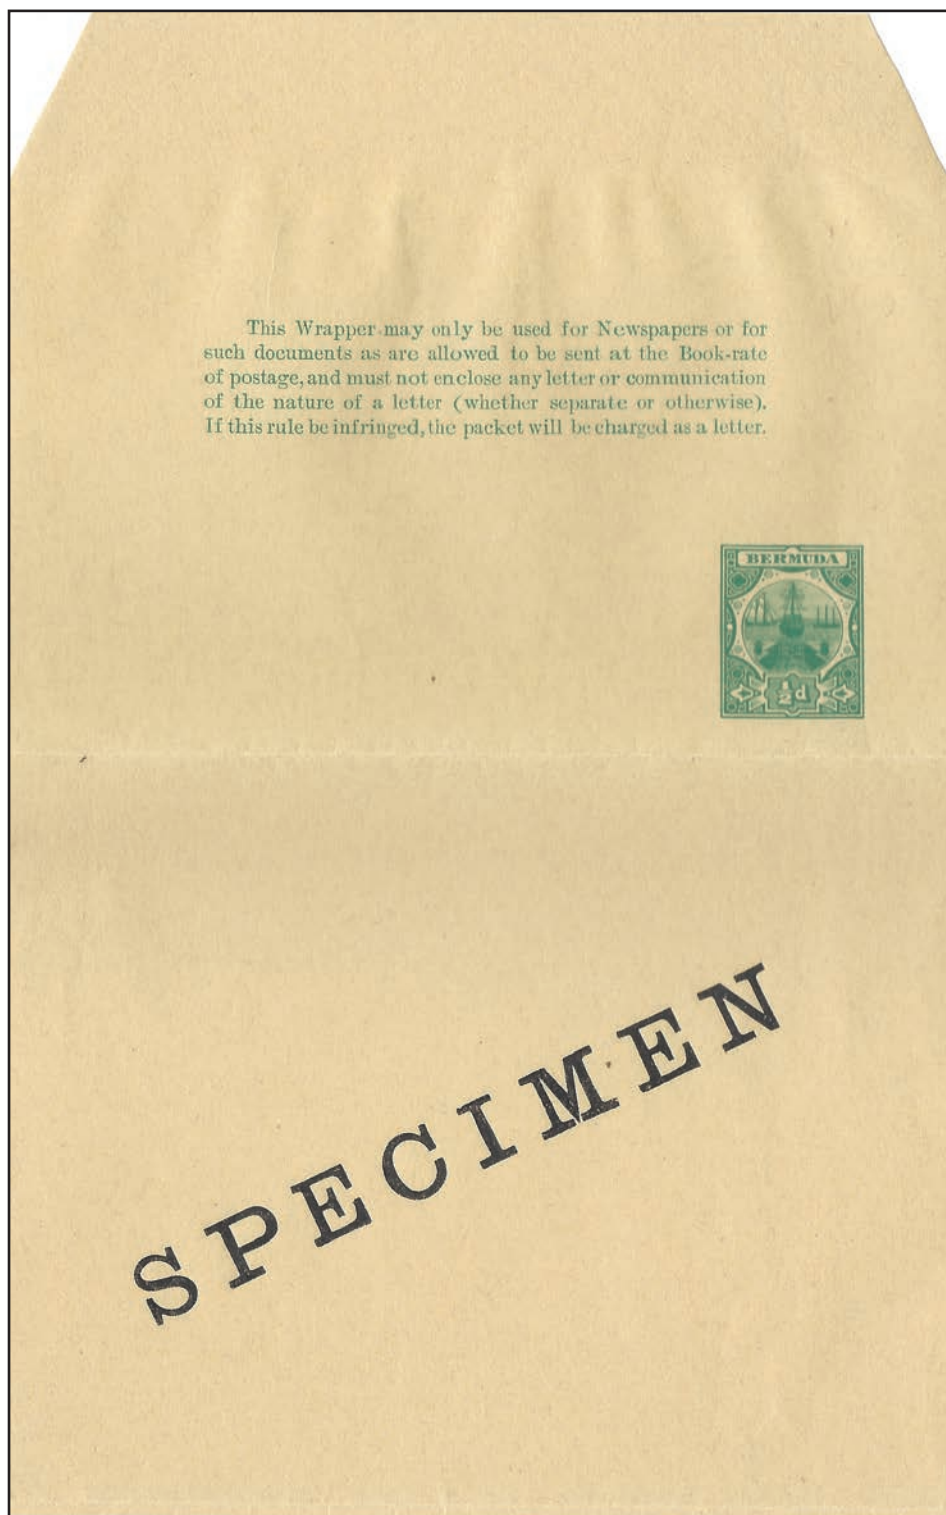 This Wrapper may only be used for Newspapers or for
such documents as are allowed to be sent at the Book-rate
of postage, and must not enclose any letter or communication
of the nature of a letter (whether separate or otherwise).
If this rule be infringed, the packet will be charged as a letter.
BERMUDA
½d
SPECIMEN